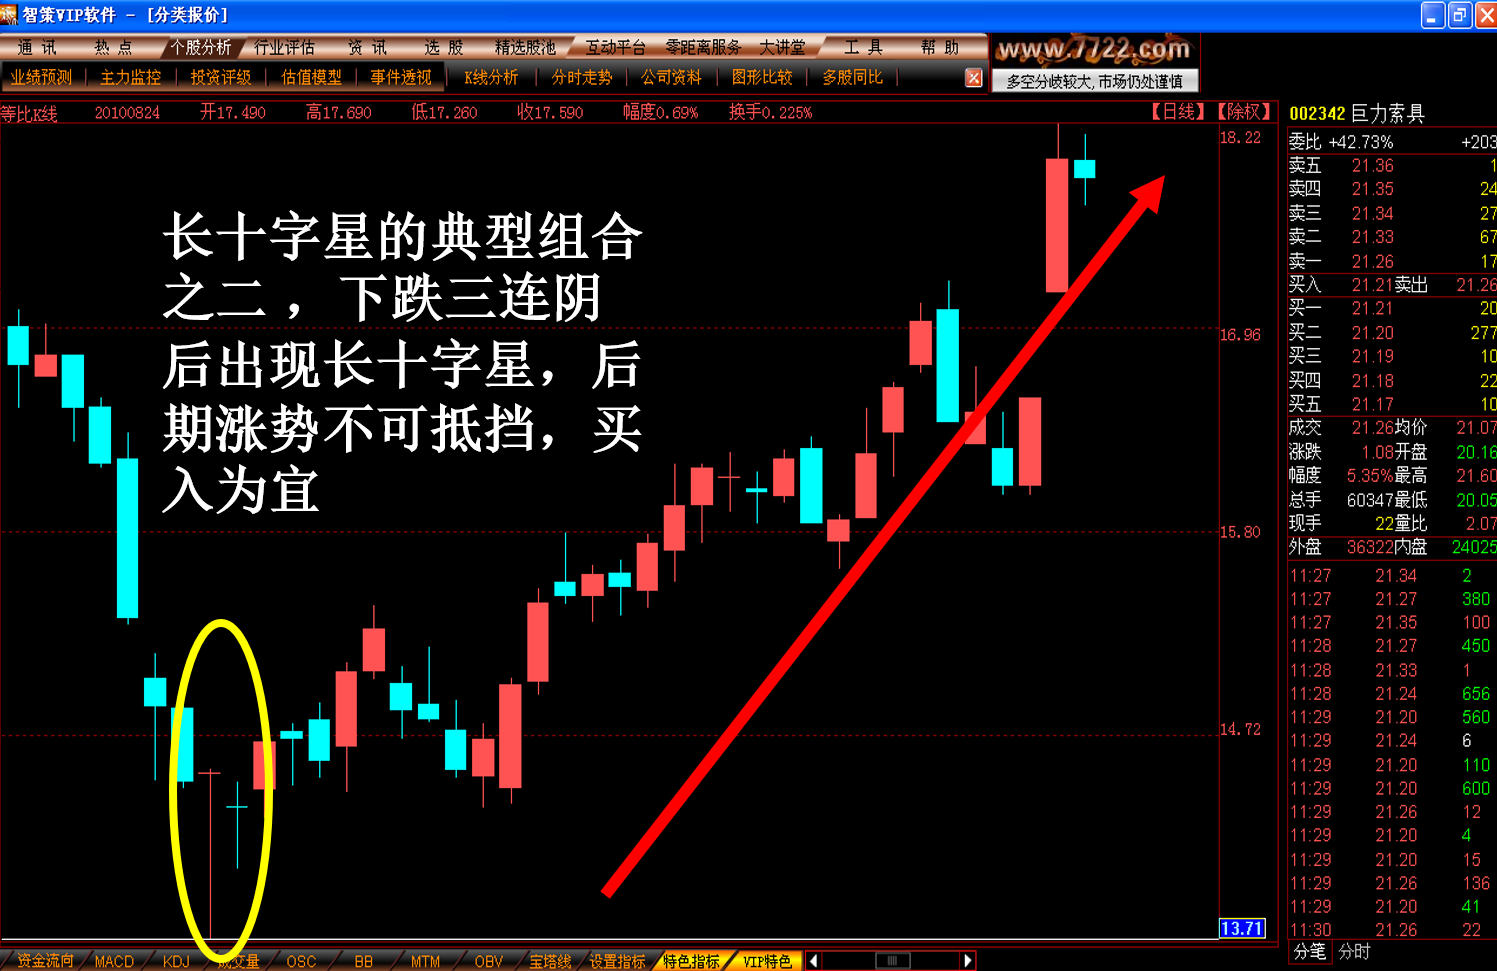 智策VIP软件 - [分类报价]
通 讯 热 点 个股分析 行业评估 资 讯 选 股 精选股池 互动平台 零距离服务 大讲堂 工 具 帮 助
www.7722.com
业绩预测 主力监控 投资评级 估值模型 事件透视 K线分析 分时走势 公司资料 图形比较 多股同比
多空分歧较大,市场仍处谨慎
等比K线 20100824 开17.490 高17.690 低17.260 收17.590 幅度0.69% 换手0.225% 【日线】【除权】
18.22
16.96
15.80
14.72
13.71
长十字星的典型组合
之二，下跌三连阴
后出现长十字星，后
期涨势不可抵挡，买
入为宜
002342 巨力索具
委比 +42.73% +203
卖五 21.36 1
卖四 21.35 24
卖三 21.34 27
卖二 21.33 67
卖一 21.26 17
买入 21.21 卖出 21.26
买一 21.21 20
买二 21.20 277
买三 21.19 10
买四 21.18 22
买五 21.17 10
成交 21.26 均价 21.07
涨跌 1.08 开盘 20.16
幅度 5.35% 最高 21.60
总手 60347 最低 20.05
现手 22 量比 2.07
外盘 36322 内盘 24025
11:27 21.34 2
11:27 21.27 380
11:27 21.35 100
11:28 21.27 450
11:28 21.33 1
11:28 21.24 656
11:29 21.20 560
11:29 21.24 6
11:29 21.20 110
11:29 21.20 600
11:29 21.26 12
11:29 21.20 4
11:29 21.20 15
11:29 21.26 136
11:29 21.20 41
11:30 21.26 22
分笔 分时
资金流向 MACD KDJ 成交量 OSC BB MTM OBV 宝塔线 设置指标 特色指标 VIP特色